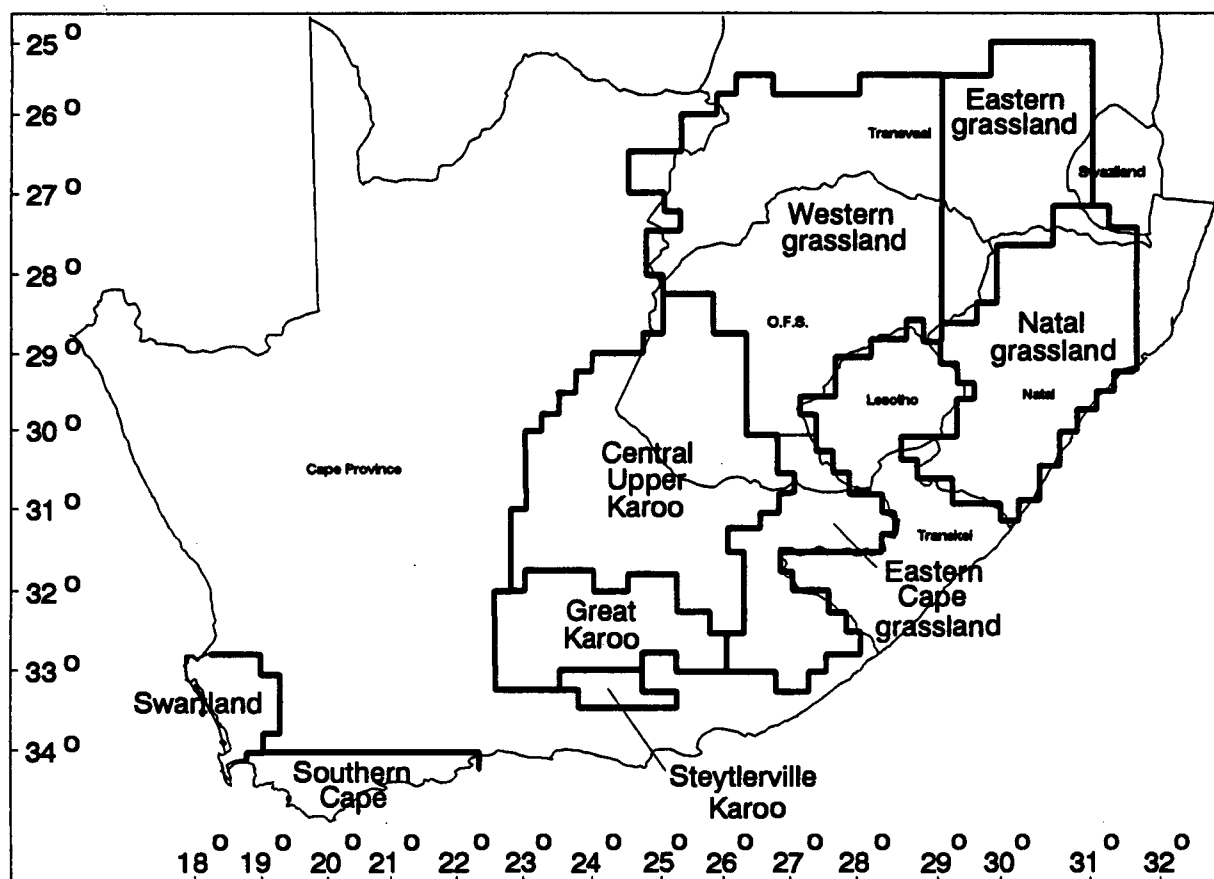 25°
26°
27°
28°
29°
30°
31°
32°
33°
34°
Eastern
grassland
Transvaal
Swaziland
Western
grassland
O.F.S.
Natal
grassland
Lesotho
Natal
Central
Upper
Karoo
Cape Province
Transkei
Eastern
Cape
grassland
Great
Karoo
Swartland
Southern
Cape
Steytlerville
Karoo
18° 19° 20° 21° 22° 23° 24° 25° 26° 27° 28° 29° 30° 31° 32°